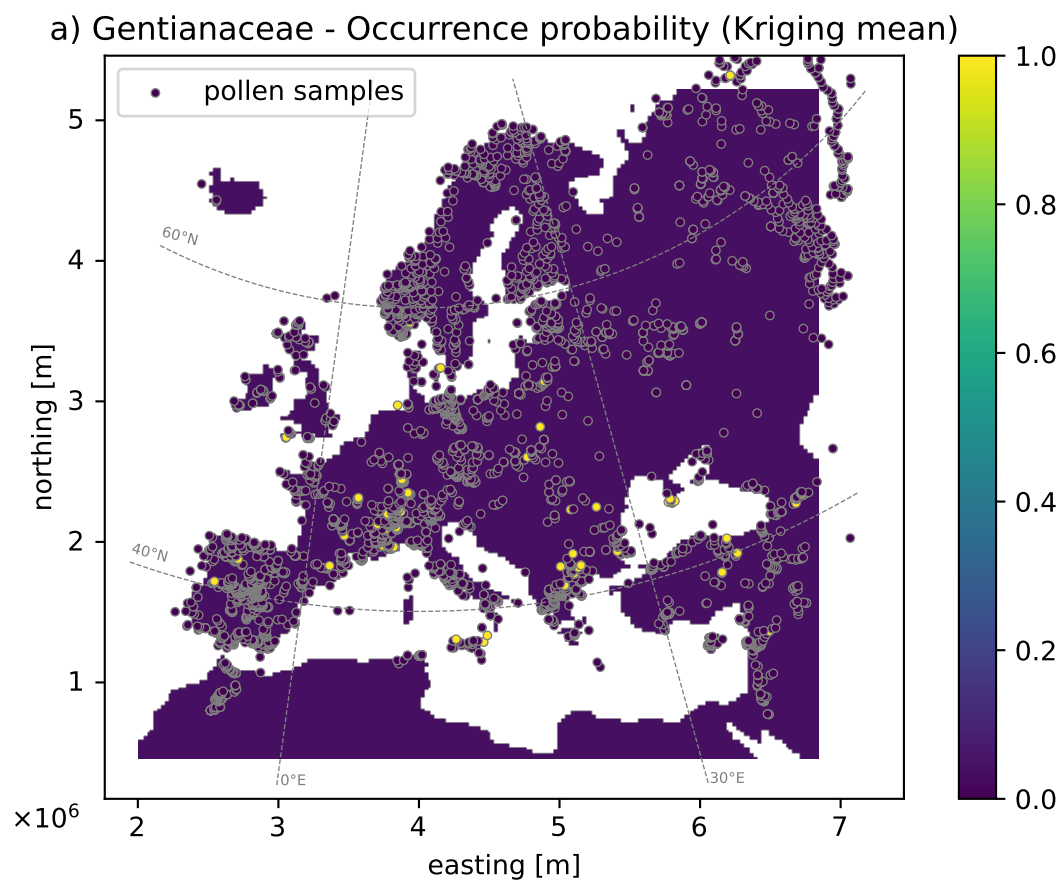 a) Gentianaceae - Occurrence probability (Kriging mean)
pollen samples
60°N
40°N
0°E
30°E
northing [m]
5
4
3
2
1
×10⁶
2 3 4 5 6 7
easting [m]
1.0
0.8
0.6
0.4
0.2
0.0